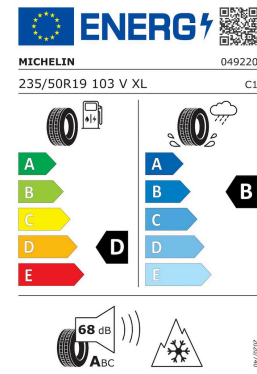 ENERG
MICHELIN 049220
235/50R19 103 V XL C1
A A
B B B
C C
D D D
E E
68 dB
ABC